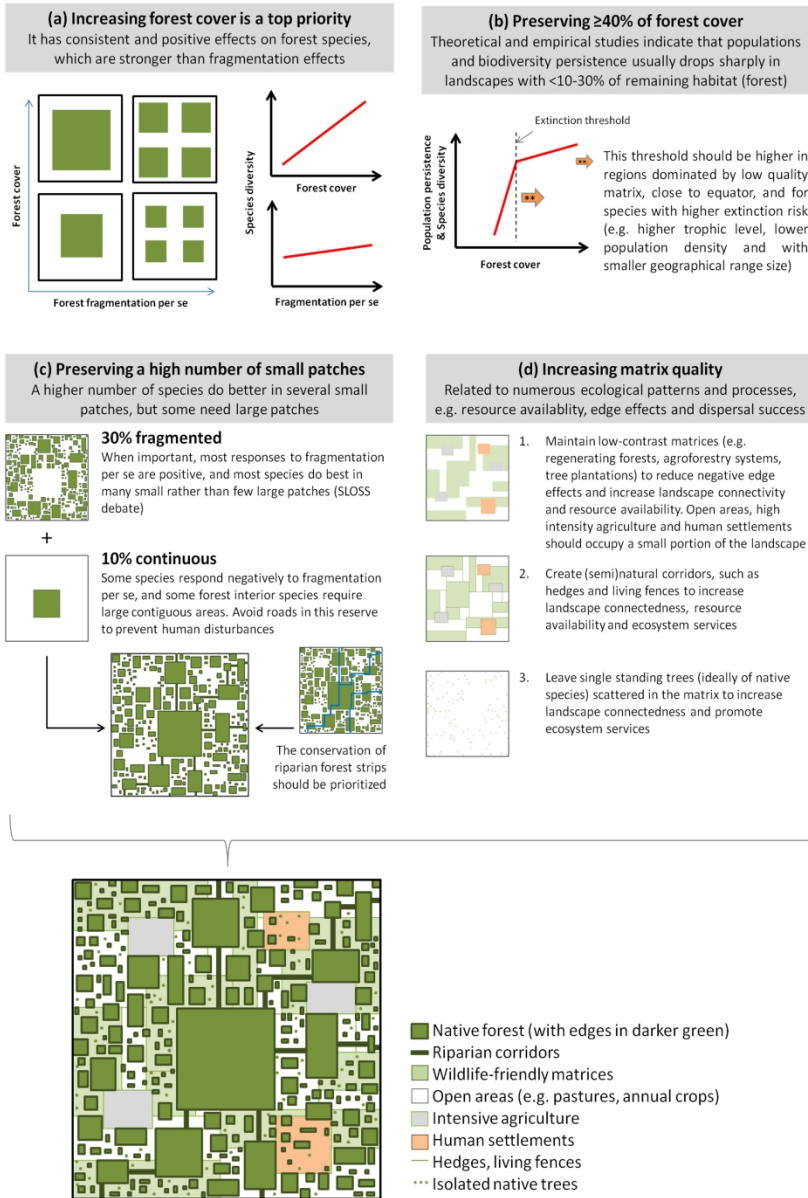 (a) Increasing forest cover is a top priority
It has consistent and positive effects on forest species,
which are stronger than fragmentation effects
Forest cover
Forest fragmentation per se
Species diversity
Forest cover
Fragmentation per se
(b) Preserving ≥40% of forest cover
Theoretical and empirical studies indicate that populations
and biodiversity persistence usually drops sharply in
landscapes with <10-30% of remaining habitat (forest)
Extinction threshold
Population persistence
& Species diversity
**
**
Forest cover
This threshold should be higher in
regions dominated by low quality
matrix, close to equator, and for
species with higher extinction risk
(e.g. higher trophic level, lower
population density and with
smaller geographical range size)
(c) Preserving a high number of small patches
A higher number of species do better in several small
patches, but some need large patches
30% fragmented
When important, most responses to fragmentation
per se are positive, and most species do best in
many small rather than few large patches (SLOSS
debate)
+
10% continuous
Some species respond negatively to fragmentation
per se, and some forest interior species require
large contiguous areas. Avoid roads in this reserve
to prevent human disturbances
The conservation of
riparian forest strips
should be prioritized
(d) Increasing matrix quality
Related to numerous ecological patterns and processes,
e.g. resource availablity, edge effects and dispersal success
1. Maintain low-contrast matrices (e.g.
regenerating forests, agroforestry systems,
tree plantations) to reduce negative edge
effects and increase landscape connectivity
and resource availability. Open areas, high
intensity agriculture and human settlements
should occupy a small portion of the landscape
2. Create (semi)natural corridors, such as
hedges and living fences to increase
landscape connectedness, resource
availability and ecosystem services
3. Leave single standing trees (ideally of native
species) scattered in the matrix to increase
landscape connectedness and promote
ecosystem services
Native forest (with edges in darker green)
Riparian corridors
Wildlife-friendly matrices
Open areas (e.g. pastures, annual crops)
Intensive agriculture
Human settlements
Hedges, living fences
Isolated native trees